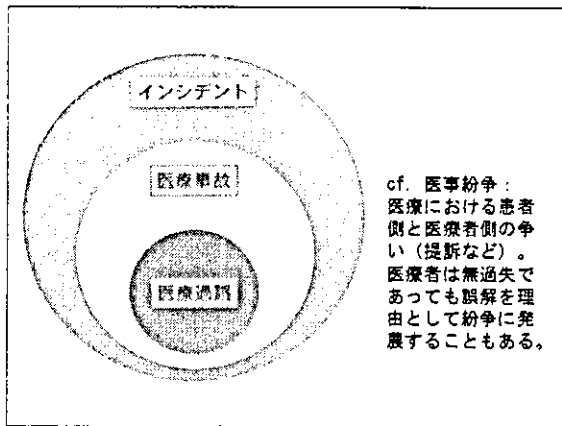 インシデント
医療事故
医療過誤
cf. 医事紛争：
医療における患者
側と医療者側の争
い（提訴など）。
医療者は無過失で
あっても誤解を理
由として紛争に発
展することもある。